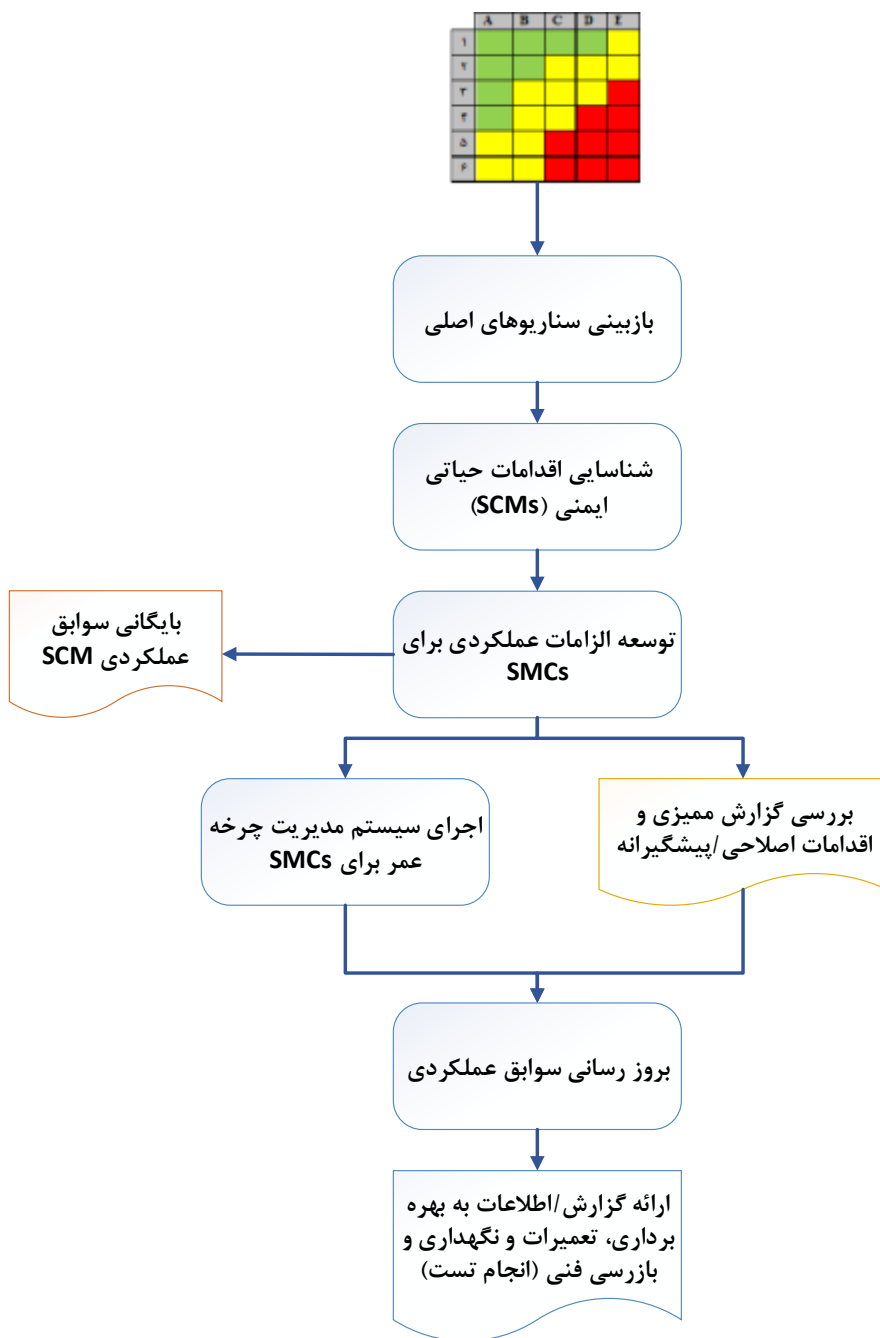 A B C D E
۱
۲
۳
۴
۵
۶
بازبینی سناریوهای اصلی
شناسایی اقدامات حیاتی
ایمنی (SCMs)
توسعه الزامات عملکردی برای
SMCs
بایگانی سوابق
عملکردی SCM
بررسی گزارش ممیزی و
اقدامات اصلاحی/پیشگیرانه
اجرای سیستم مدیریت چرخه
عمر برای SMCs
بروز رسانی سوابق عملکردی
ارائه گزارش/اطلاعات به بهره
برداری، تعمیرات و نگهداری و
بازرسی فنی (انجام تست)